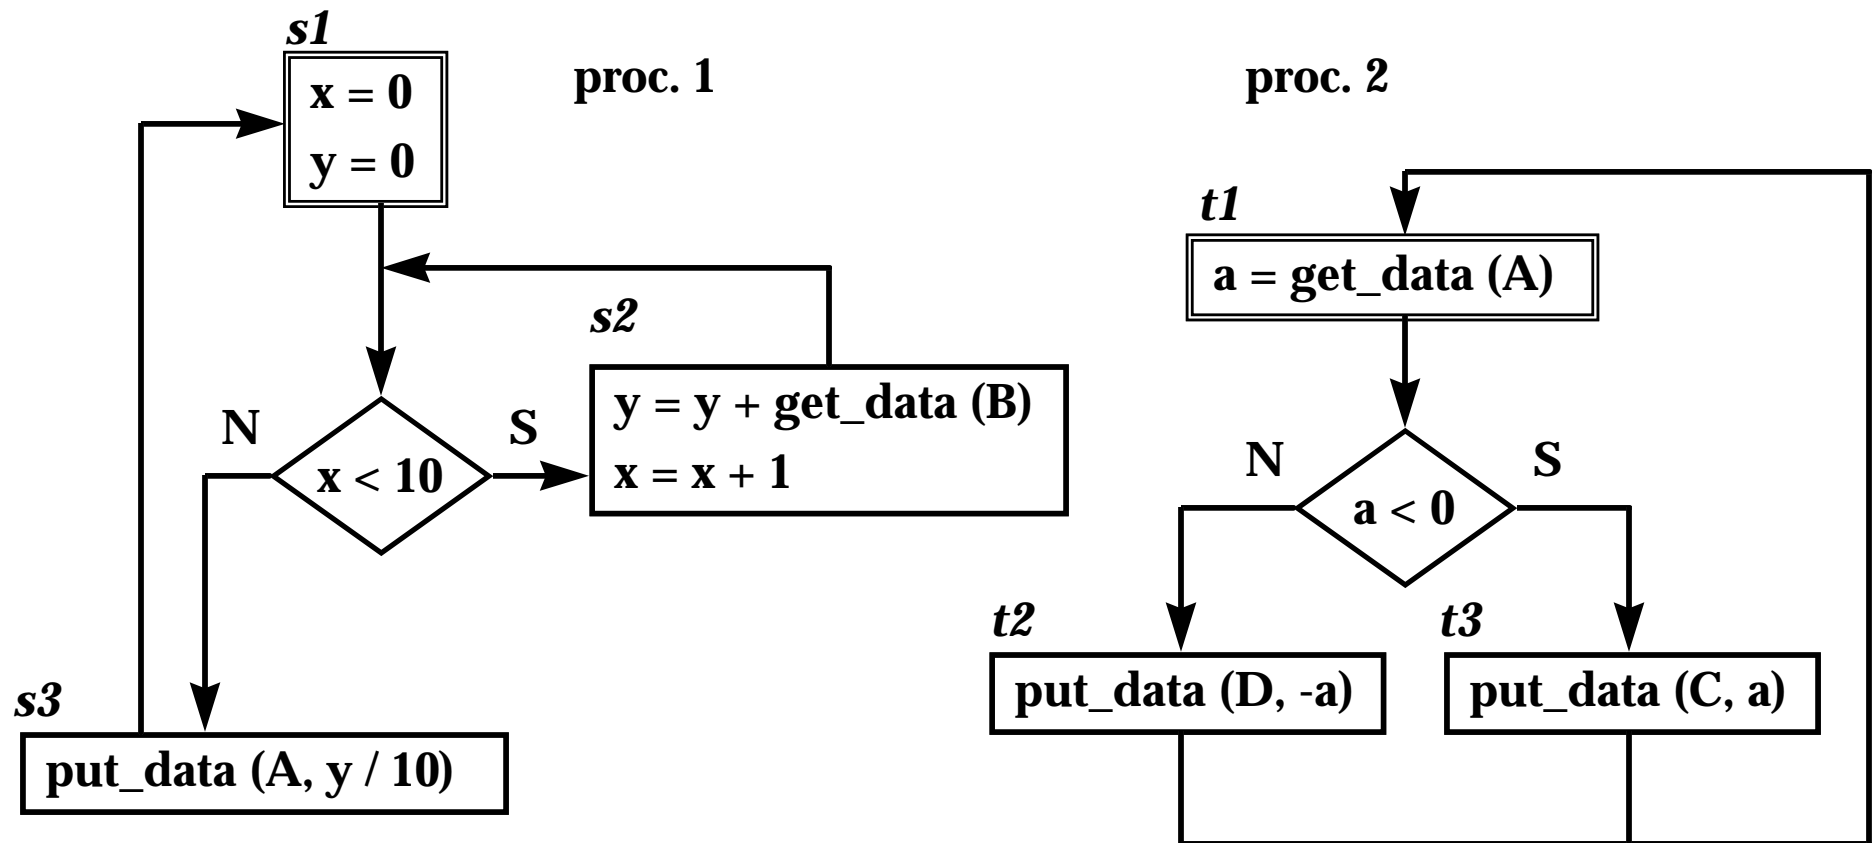 s1
x = 0
y = 0
proc. 1
s2
y = y + get_data (B)
x = x + 1
N
S
x < 10
s3
put_data (A, y / 10)
proc. 2
t1
a = get_data (A)
N
S
a < 0
t2
put_data (D, -a)
t3
put_data (C, a)